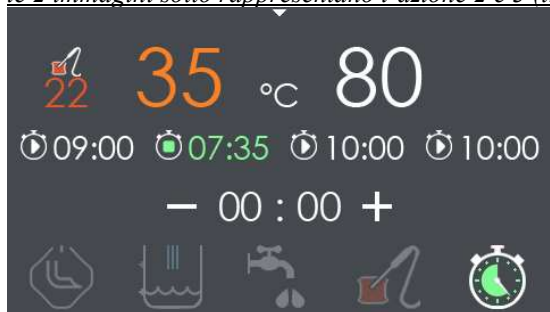 le 2 immagini sotto rappresentano l'azione 2 e 3
22 35 °C 80
09:00 07:35 10:00 10:00
− 00 : 00 +